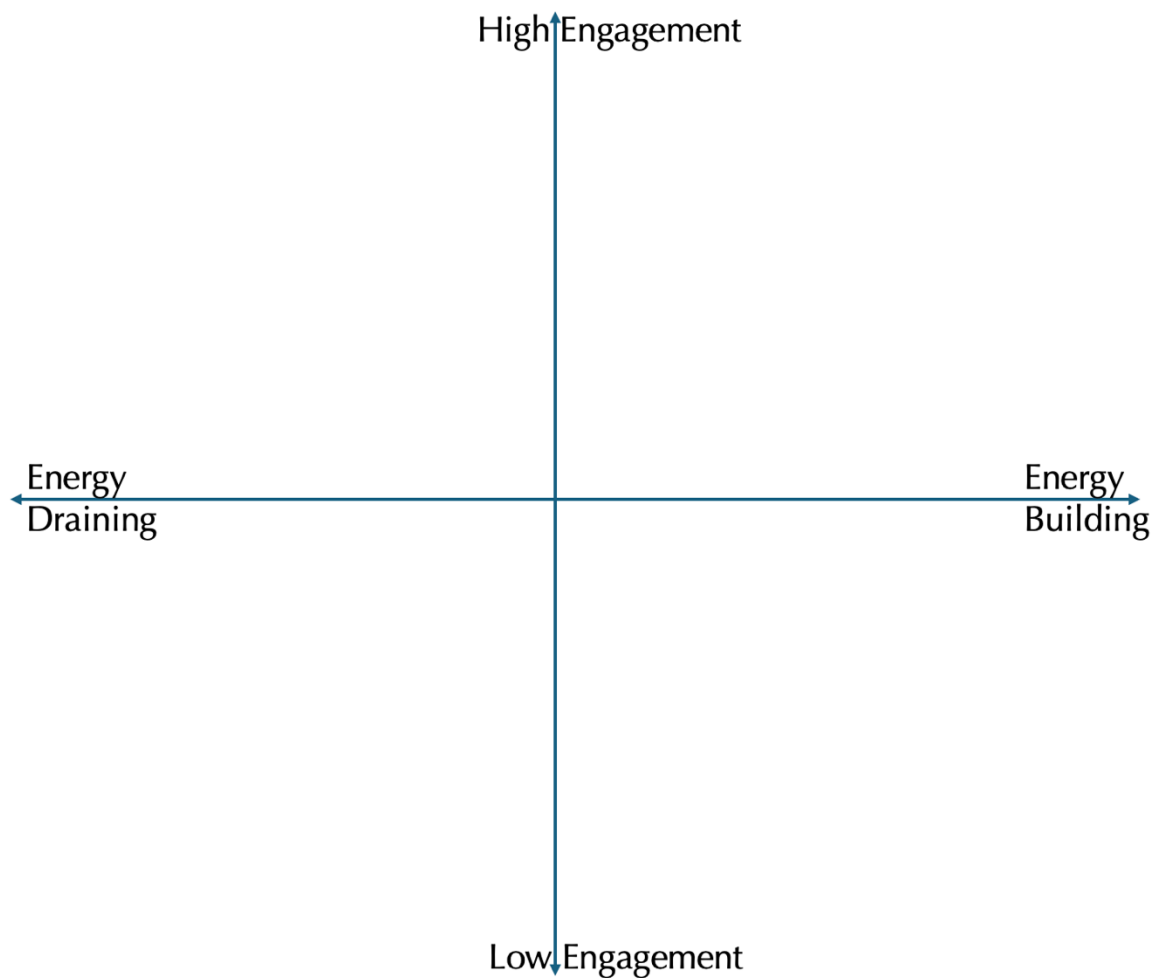 High Engagement
Energy
Draining
Energy
Building
Low Engagement